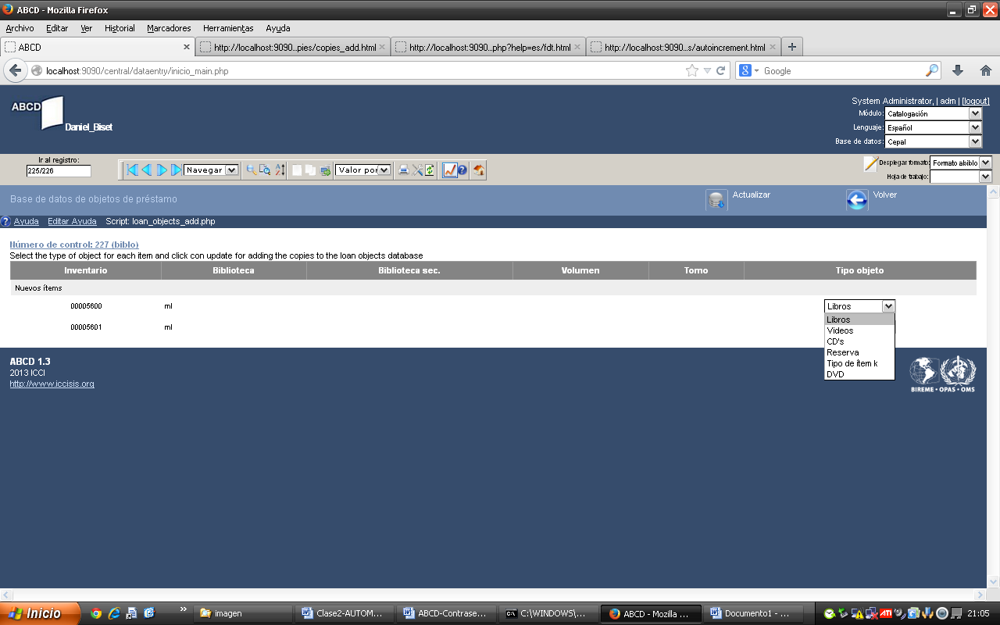 ABCD - Mozilla Firefox
Archivo Editar Ver Historial Marcadores Herramientas Ayuda
ABCD http://localhost:9090...pies/copies_add.html http://localhost:9090...php?help=es/fdt.html http://localhost:9090...s/autoincrement.html
localhost:9090/central/dataentry/inicio_main.php Google
ABCD Daniel_Biset
System Administrator, | adm | [logout]
Módulo: Catalogación
Lenguaje: Español
Base de datos: Cepal
Ir al registro:
225/226 Navegar Valor por
Desplegar formato: Formato abiblo
Hoja de trabajo:
Base de datos de objetos de préstamo Actualizar Volver
Ayuda Editar Ayuda Script: loan_objects_add.php
Número de control: 227 (biblo)
Select the type of object for each item and click con update for adding the copies to the loan objects database
Inventario Biblioteca Biblioteca sec. Volumen Tomo Tipo objeto
Nuevos ítems
00005600 ml Libros
00005601 ml
Libros
Videos
CD's
Reserva
Tipo de ítem k
DVD
ABCD 1.3
2013 ICCI
http://www.iccisis.org
BIREME • OPAS • OMS
Inicio » imagen Clase2-AUTOM... ABCD-Contrase... C:\WINDOWS\... ABCD - Mozilla ... Documento1 - ... ATI 21:05